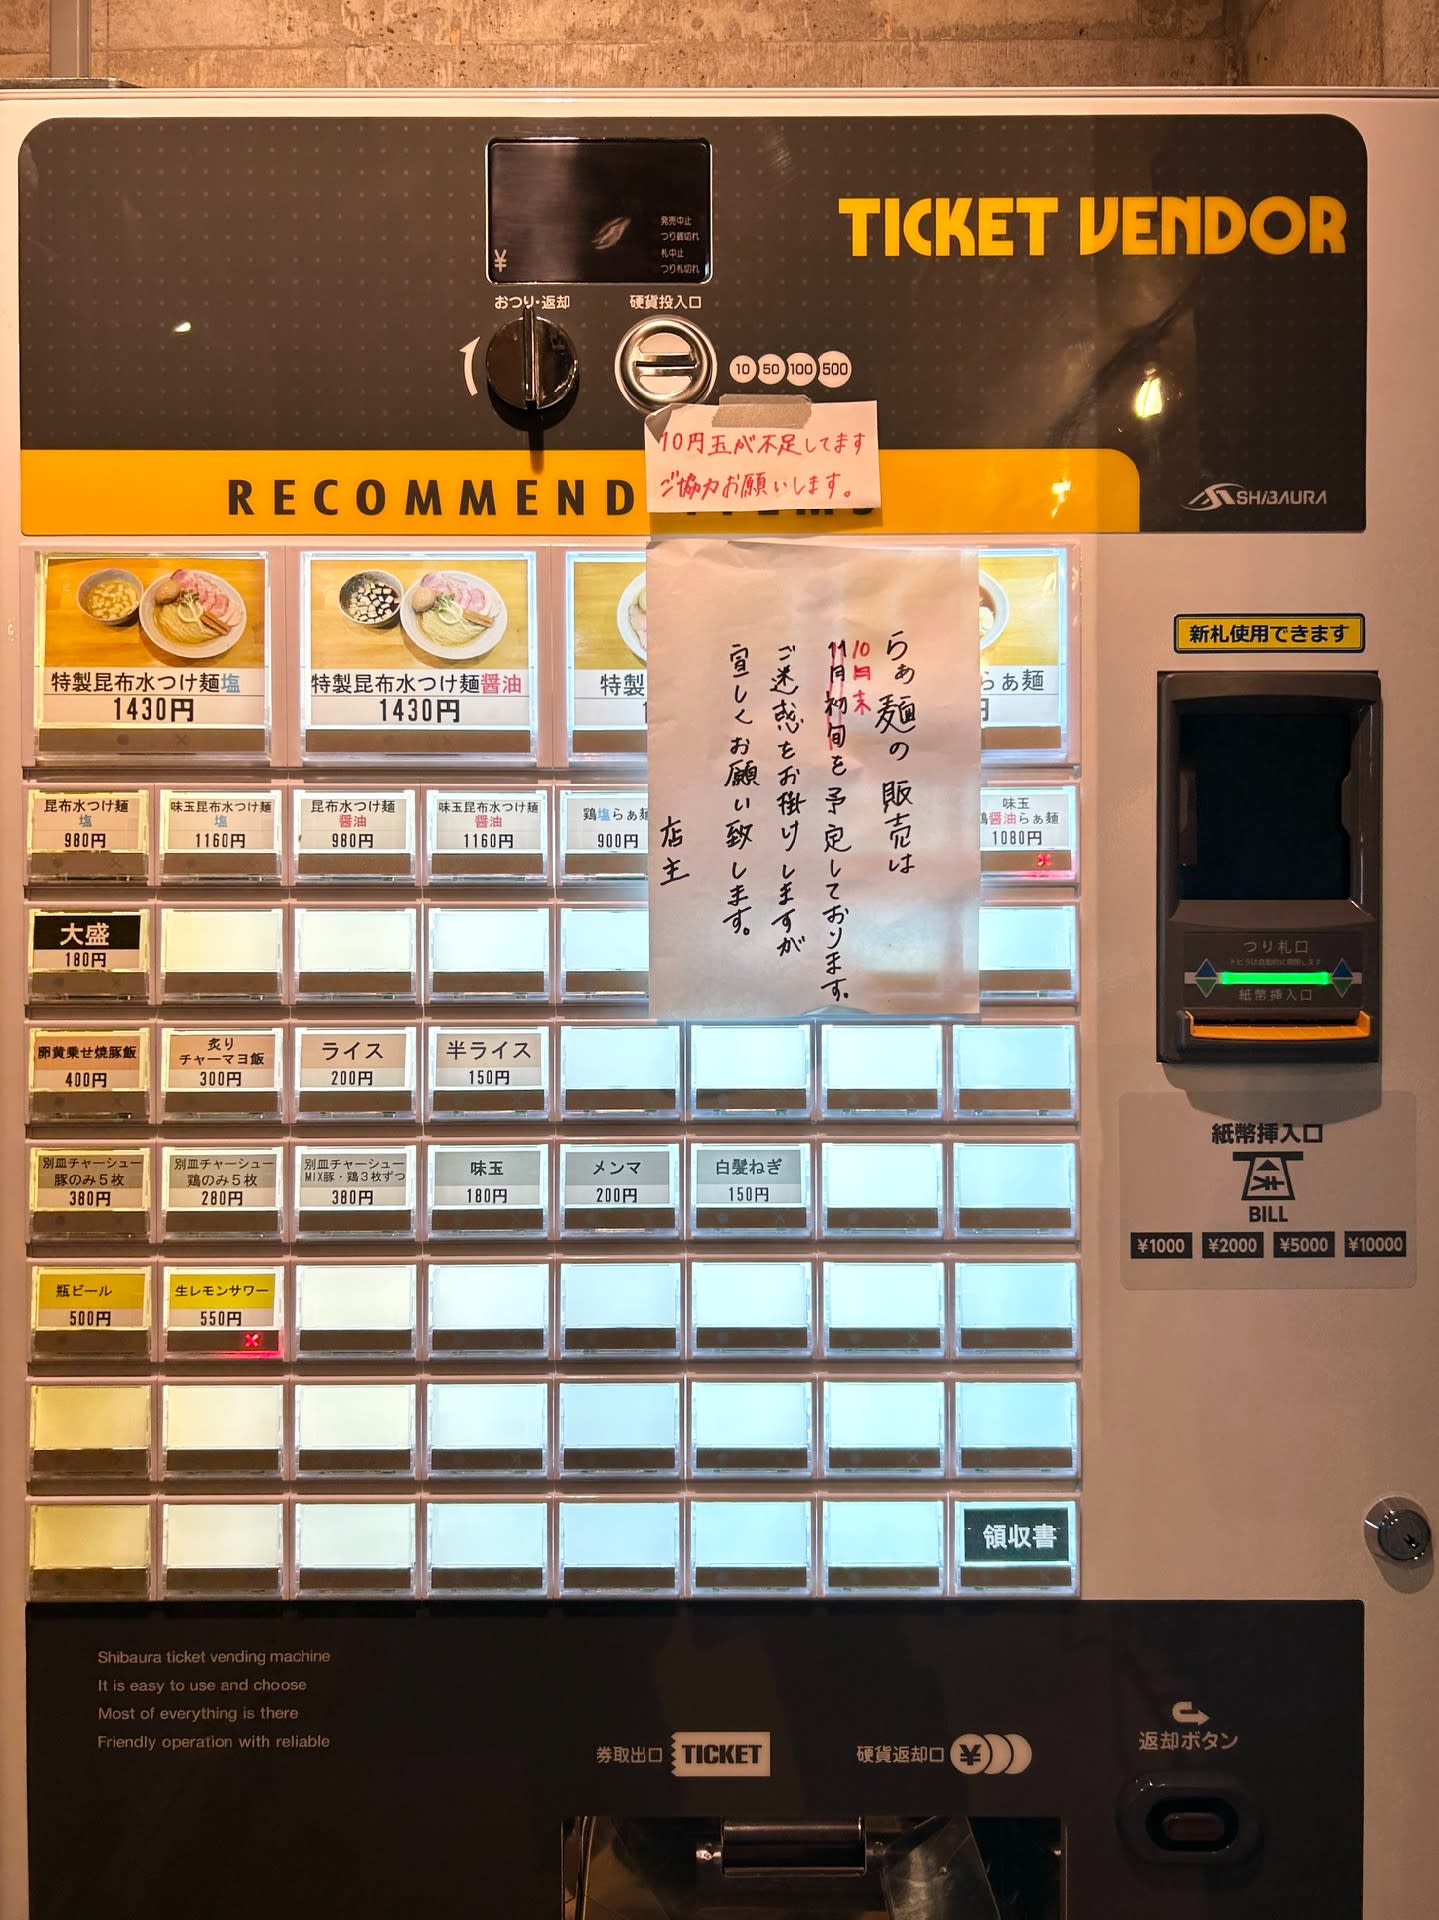 発売中止
つり銭切れ
札中止
つり札切れ
¥
TICKET VENDOR
おつり・返却
硬貨投入口
10 50 100 500
10円玉が不足してます
ご協力お願いします。
RECOMMEND
SHIBAURA
特製昆布水つけ麺塩
1430円
特製昆布水つけ麺醤油
1430円
特製
らぁ麺
円
らぁ麺の販売は
10月末
11月初旬を予定しております。
ご迷惑をお掛けしますが
宜しくお願い致します。
店主
新札使用できます
昆布水つけ麺
塩
980円
味玉昆布水つけ麺
塩
1160円
昆布水つけ麺
醤油
980円
味玉昆布水つけ麺
醤油
1160円
鶏塩らぁ麺
900円
味玉
鶏醤油らぁ麺
1080円
大盛
180円
つり札口
紙幣挿入口
卵黄乗せ焼豚飯
400円
炙り
チャーマヨ飯
300円
ライス
200円
半ライス
150円
紙幣挿入口
BILL
¥1000 ¥2000 ¥5000 ¥10000
別皿チャーシュー
豚のみ5枚
380円
別皿チャーシュー
鶏のみ5枚
280円
別皿チャーシュー
MIX豚・鶏3枚ずつ
380円
味玉
180円
メンマ
200円
白髪ねぎ
150円
瓶ビール
500円
生レモンサワー
550円
領収書
Shibaura ticket vending machine
It is easy to use and choose
Most of everything is there
Friendly operation with reliable
券取出口 TICKET
硬貨返却口 ¥
返却ボタン